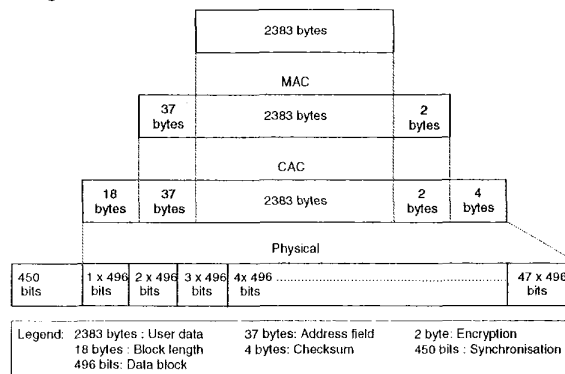 2383 bytes
MAC
37 bytes
2383 bytes
2 bytes
CAC
18 bytes
37 bytes
2383 bytes
2 bytes
4 bytes
Physical
450 bits
1 x 496 bits
2 x 496 bits
3 x 496 bits
4x 496
47 x 496 bits
Legend: 2383 bytes : User data 37 bytes: Address field 2 byte: Encryption
18 bytes : Block length 4 bytes: Checksum 450 bits : Synchronisation
496 bits: Data block